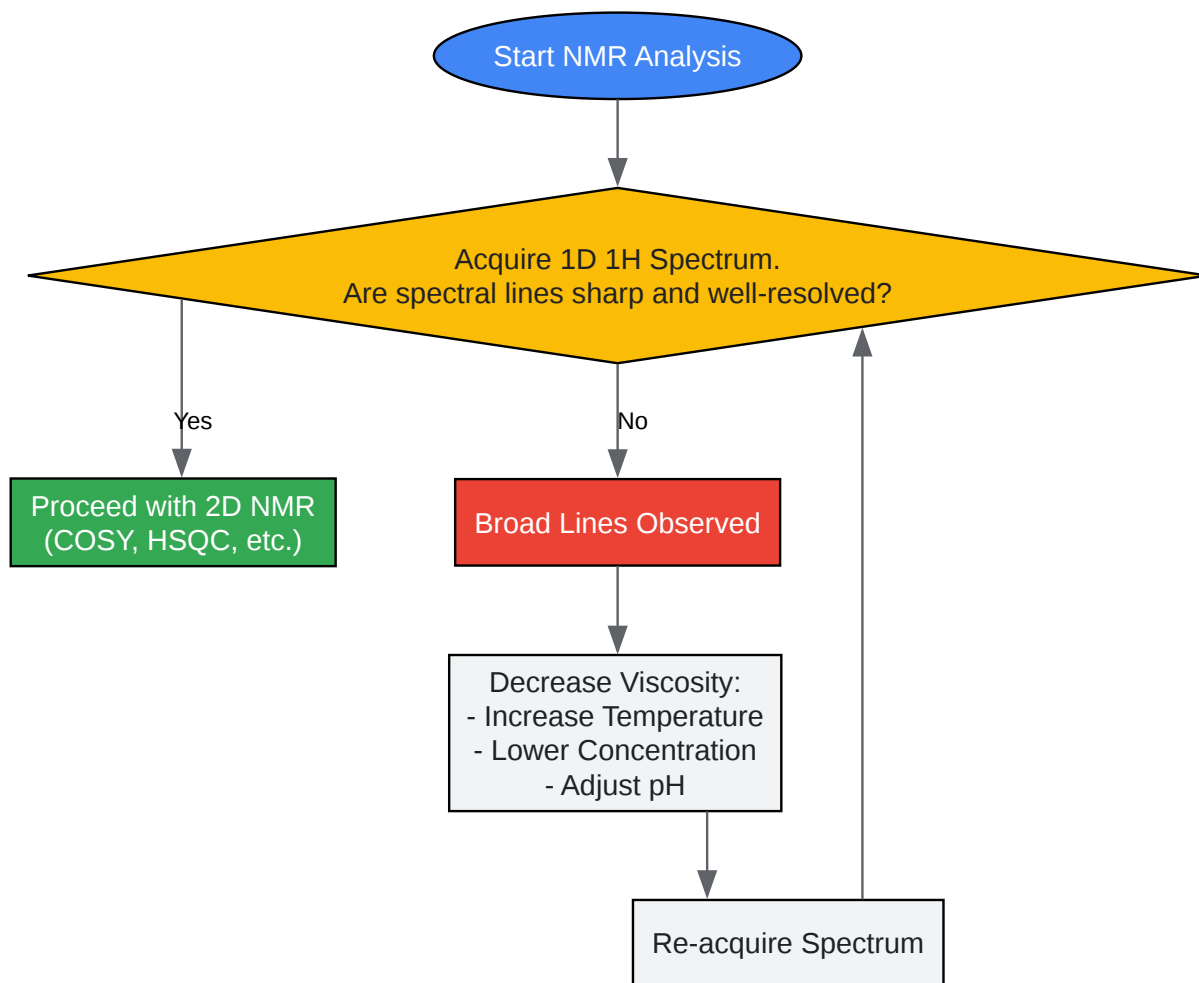 Start NMR Analysis
Acquire 1D 1H Spectrum.
Are spectral lines sharp and well-resolved?
Yes
No
Proceed with 2D NMR
(COSY, HSQC, etc.)
Broad Lines Observed
Decrease Viscosity:
- Increase Temperature
- Lower Concentration
- Adjust pH
Re-acquire Spectrum